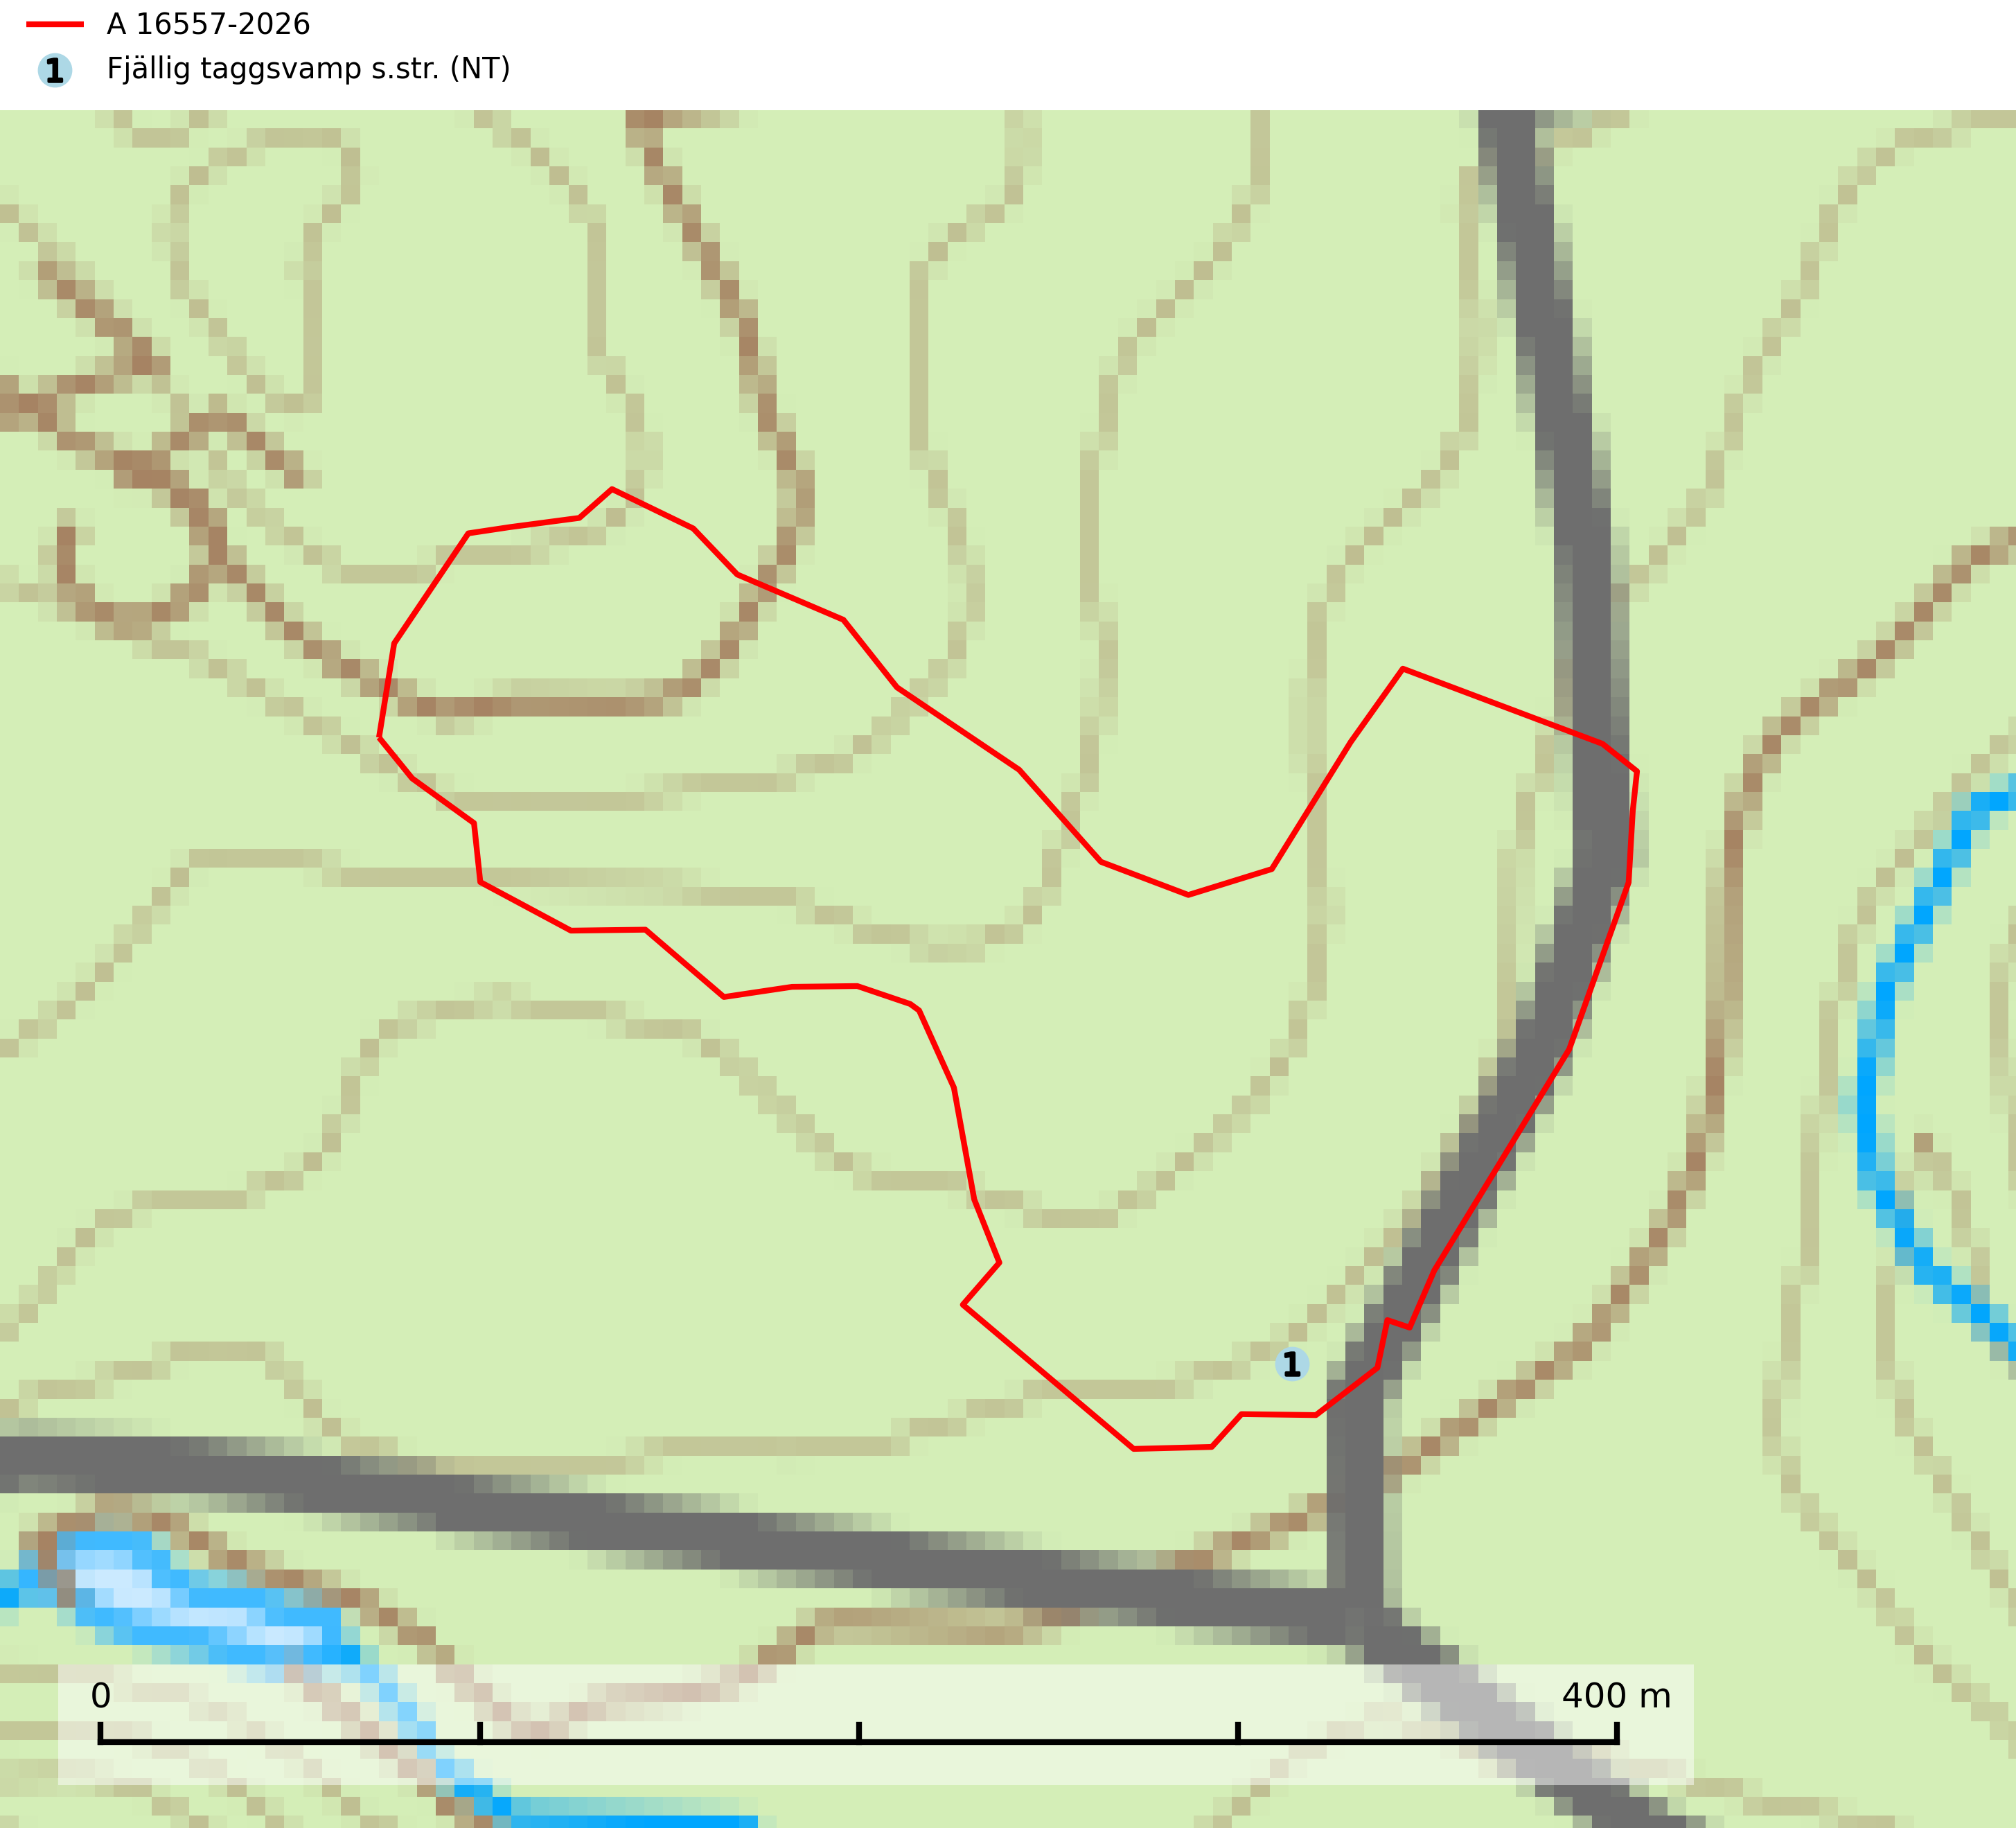 A 16557-2026
1 Fjällig taggsvamp s.str. (NT)
1
0 400 m